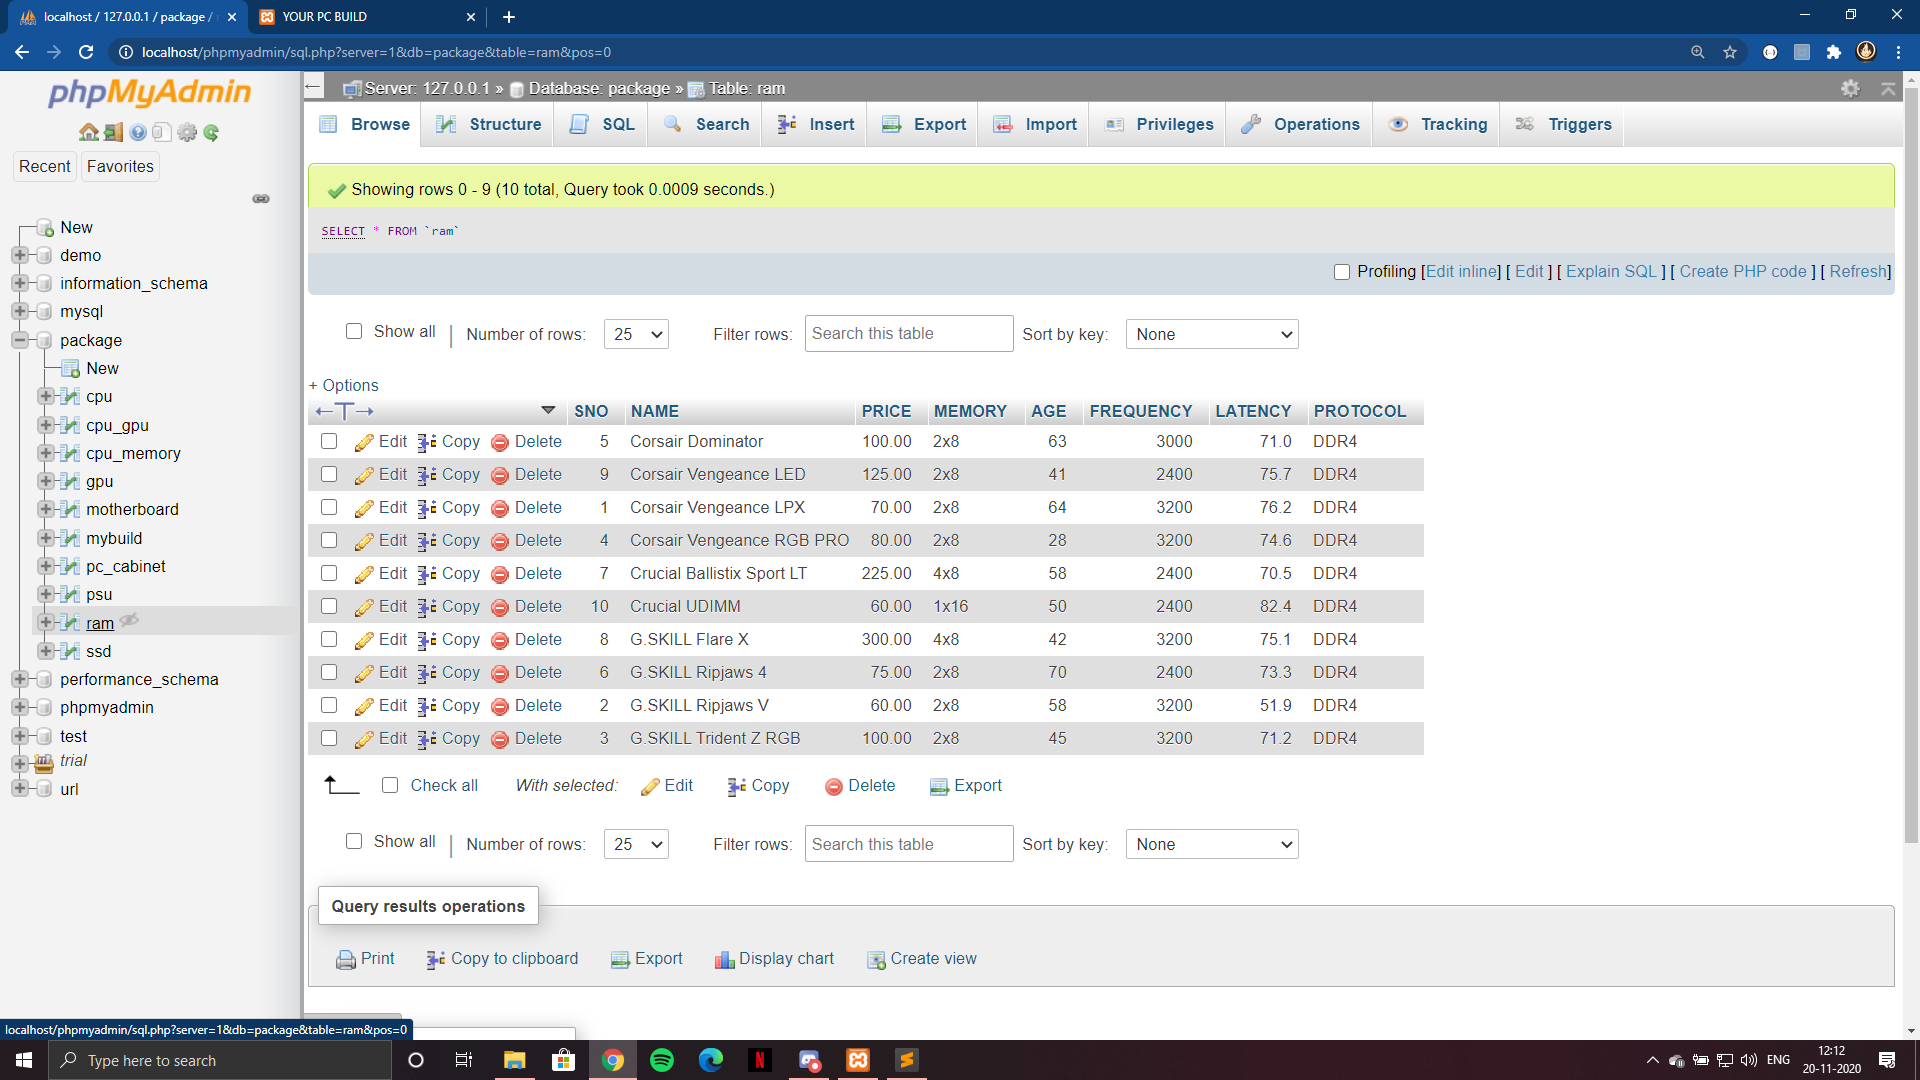 localhost / 127.0.0.1 / package /
YOUR PC BUILD
localhost/phpmyadmin/sql.php?server=1&db=package&table=ram&pos=0
phpMyAdmin
Recent
Favorites
New
demo
information_schema
mysql
package
New
cpu
cpu_gpu
cpu_memory
gpu
motherboard
mybuild
pc_cabinet
psu
ram
ssd
performance_schema
phpmyadmin
test
trial
url
Server: 127.0.0.1 » Database: package » Table: ram
Browse Structure SQL Search Insert Export Import Privileges Operations Tracking Triggers
Showing rows 0 - 9 (10 total, Query took 0.0009 seconds.)
SELECT * FROM `ram`
Profiling [Edit inline] [ Edit ] [ Explain SQL ] [ Create PHP code ] [ Refresh]
Show all | Number of rows: 25 Filter rows: Search this table Sort by key: None
+ Options
←T→ SNO NAME PRICE MEMORY AGE FREQUENCY LATENCY PROTOCOL
Edit Copy Delete 5 Corsair Dominator 100.00 2x8 63 3000 71.0 DDR4
Edit Copy Delete 9 Corsair Vengeance LED 125.00 2x8 41 2400 75.7 DDR4
Edit Copy Delete 1 Corsair Vengeance LPX 70.00 2x8 64 3200 76.2 DDR4
Edit Copy Delete 4 Corsair Vengeance RGB PRO 80.00 2x8 28 3200 74.6 DDR4
Edit Copy Delete 7 Crucial Ballistix Sport LT 225.00 4x8 58 2400 70.5 DDR4
Edit Copy Delete 10 Crucial UDIMM 60.00 1x16 50 2400 82.4 DDR4
Edit Copy Delete 8 G.SKILL Flare X 300.00 4x8 42 3200 75.1 DDR4
Edit Copy Delete 6 G.SKILL Ripjaws 4 75.00 2x8 70 2400 73.3 DDR4
Edit Copy Delete 2 G.SKILL Ripjaws V 60.00 2x8 58 3200 51.9 DDR4
Edit Copy Delete 3 G.SKILL Trident Z RGB 100.00 2x8 45 3200 71.2 DDR4
Check all With selected: Edit Copy Delete Export
Show all | Number of rows: 25 Filter rows: Search this table Sort by key: None
Query results operations
Print Copy to clipboard Export Display chart Create view
localhost/phpmyadmin/sql.php?server=1&db=package&table=ram&pos=0
Type here to search
ENG
12:12
20-11-2020